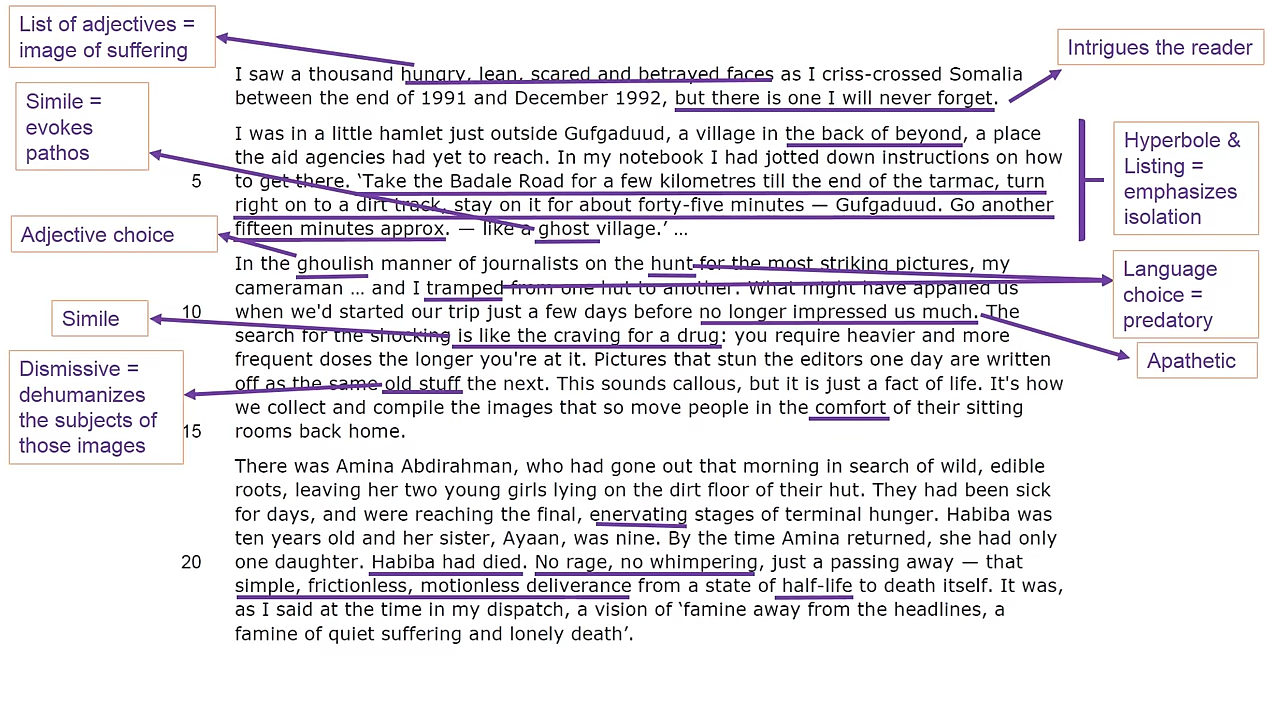 List of adjectives =
image of suffering
Simile =
evokes
pathos
Adjective choice
Simile
Dismissive =
dehumanizes
the subjects of
those images
I saw a thousand hungry, lean, scared and betrayed faces as I criss-crossed Somalia
between the end of 1991 and December 1992, but there is one I will never forget.
I was in a little hamlet just outside Gufgaduud, a village in the back of beyond, a place
the aid agencies had yet to reach. In my notebook I had jotted down instructions on how
5 to get there. ‘Take the Badale Road for a few kilometres till the end of the tarmac, turn
right on to a dirt track, stay on it for about forty-five minutes — Gufgaduud. Go another
fifteen minutes approx. — like a ghost village.’ ...
In the ghoulish manner of journalists on the hunt for the most striking pictures, my
cameraman ... and I tramped from one hut to another. What might have appalled us
10 when we'd started our trip just a few days before no longer impressed us much. The
search for the shocking is like the craving for a drug: you require heavier and more
frequent doses the longer you're at it. Pictures that stun the editors one day are written
off as the same old stuff the next. This sounds callous, but it is just a fact of life. It's how
we collect and compile the images that so move people in the comfort of their sitting
15 rooms back home.
There was Amina Abdirahman, who had gone out that morning in search of wild, edible
roots, leaving her two young girls lying on the dirt floor of their hut. They had been sick
for days, and were reaching the final, enervating stages of terminal hunger. Habiba was
ten years old and her sister, Ayaan, was nine. By the time Amina returned, she had only
20 one daughter. Habiba had died. No rage, no whimpering, just a passing away — that
simple, frictionless, motionless deliverance from a state of half-life to death itself. It was,
as I said at the time in my dispatch, a vision of ‘famine away from the headlines, a
famine of quiet suffering and lonely death’.
Intrigues the reader
Hyperbole &
Listing =
emphasizes
isolation
Language
choice =
predatory
Apathetic